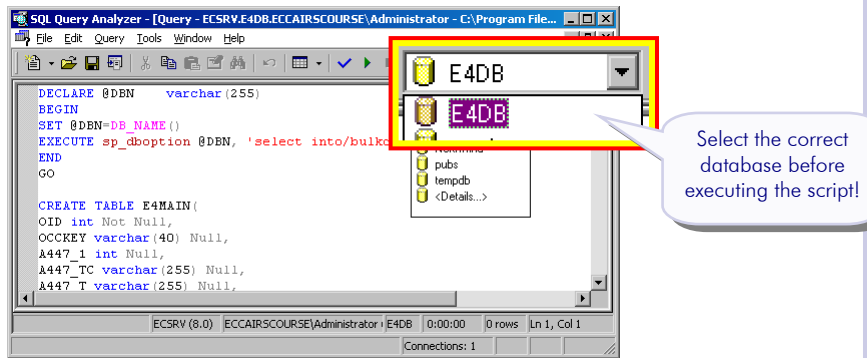 SQL Query Analyzer - [Query - ECSRV.E4DB.ECCAIRSCOURSE\Administrator - C:\Program File...
File Edit Query Tools Window Help
E4DB
E4DB
pubs
tempdb
<Details...>
DECLARE @DBN varchar(255)
BEGIN
SET @DBN=DB_NAME()
EXECUTE sp_dboption @DBN, 'select into/bulkc
END
GO
CREATE TABLE E4MAIN(
OID int Not Null,
OCCKEY varchar(40) Null,
A447_1 int Null,
A447_TC varchar(255) Null,
A447_T varchar(255) Null,
Select the correct
database before
executing the script!
ECSRV (8.0) ECCAIRSCOURSE\Administrator E4DB 0:00:00 0 rows Ln 1, Col 1
Connections: 1